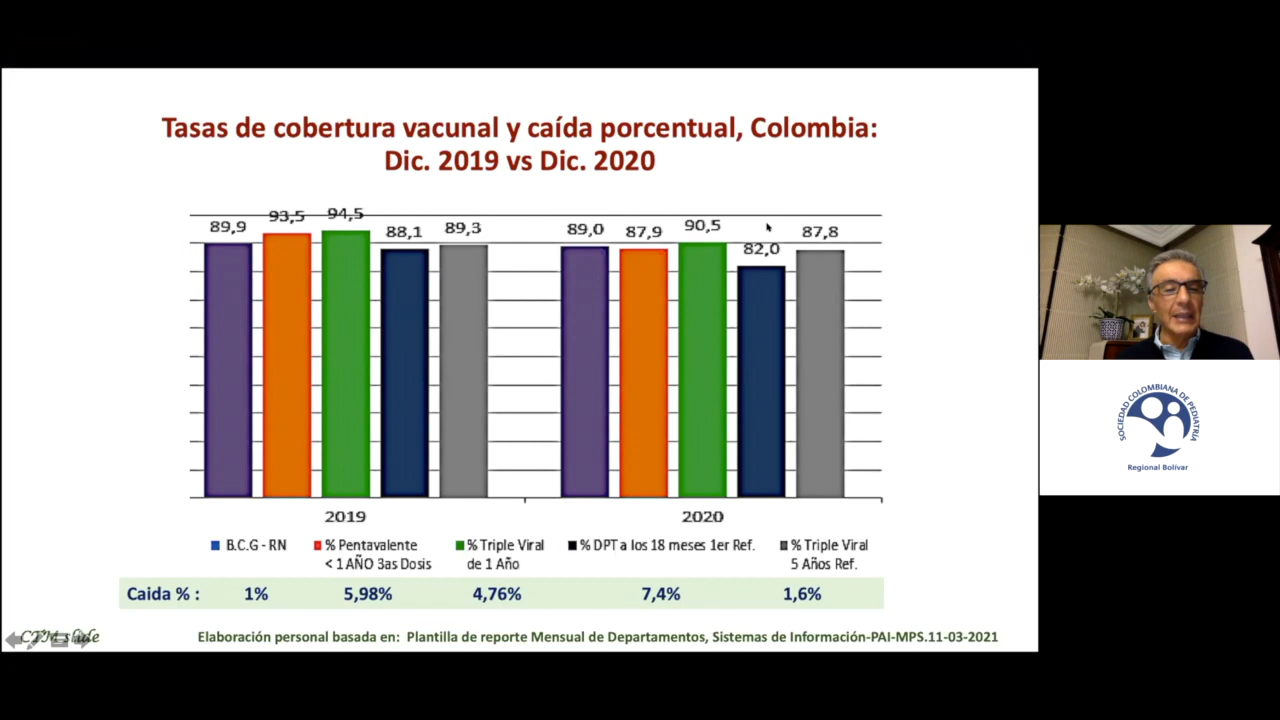 Tasas de cobertura vacunal y caída porcentual, Colombia:
Dic. 2019 vs Dic. 2020
89,9 93,5 94,5 88,1 89,3 89,0 87,9 90,5 82,0 87,8
2019 2020
B.C.G - RN % Pentavalente % Triple Viral % DPT a los 18 meses 1er Ref. % Triple Viral
< 1 AÑO 3as Dosis de 1 Año 5 Años Ref.
Caida % : 1% 5,98% 4,76% 7,4% 1,6%
CTM slide
Elaboración personal basada en: Plantilla de reporte Mensual de Departamentos, Sistemas de Información-PAI-MPS.11-03-2021
SOCIEDAD COLOMBIANA DE PEDIATRÍA
Regional Bolívar